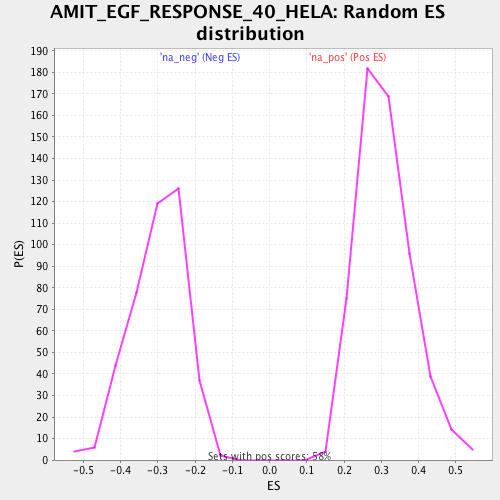 AMIT_EGF_RESPONSE_40_HELA: Random ES
distribution
'na_neg' (Neg ES) 'na_pos' (Pos ES)
190
180
170
160
150
140
130
120
110
100
90
80
70
60
50
40
30
20
10
0
P(ES)
Sets with pos scores: 58%
-0.5 -0.4 -0.3 -0.2 -0.1 0.0 0.1 0.2 0.3 0.4 0.5
ES